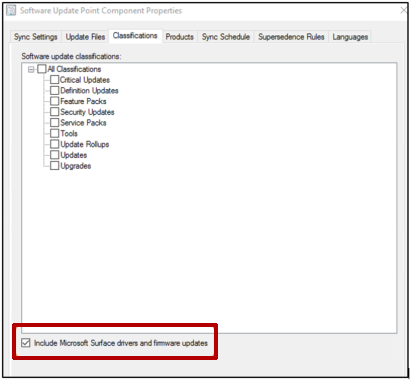 Software Update Point Component Properties
Sync Settings Update Files Classifications Products Sync Schedule Supersedence Rules Languages
Software update classifications:
All Classifications
Critical Updates
Definition Updates
Feature Packs
Security Updates
Service Packs
Tools
Update Rollups
Updates
Upgrades
Include Microsoft Surface drivers and firmware updates